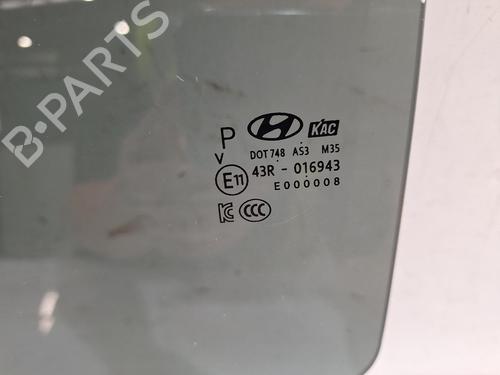 B-PARTS
P
KAC
V
DOT748 AS3 M35
E11
43R - 016943
E000008
CCC